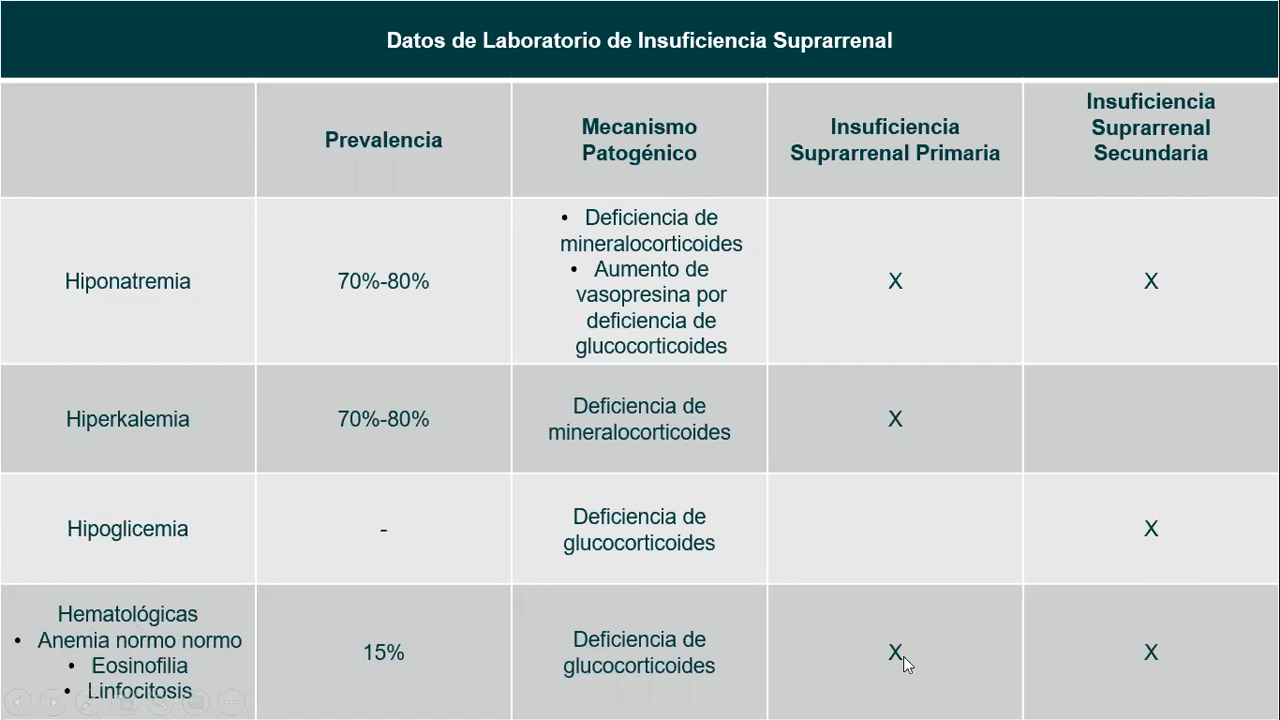 Datos de Laboratorio de Insuficiencia Suprarrenal
Prevalencia
Mecanismo
Patogénico
Insuficiencia
Suprarrenal Primaria
Insuficiencia
Suprarrenal
Secundaria
Hiponatremia
70%-80%
• Deficiencia de
mineralocorticoides
• Aumento de
vasopresina por
deficiencia de
glucocorticoides
X
X
Hiperkalemia
70%-80%
Deficiencia de
mineralocorticoides
X
Hipoglicemia
-
Deficiencia de
glucocorticoides
X
Hematológicas
• Anemia normo normo
• Eosinofilia
• Linfocitosis
15%
Deficiencia de
glucocorticoides
X
X